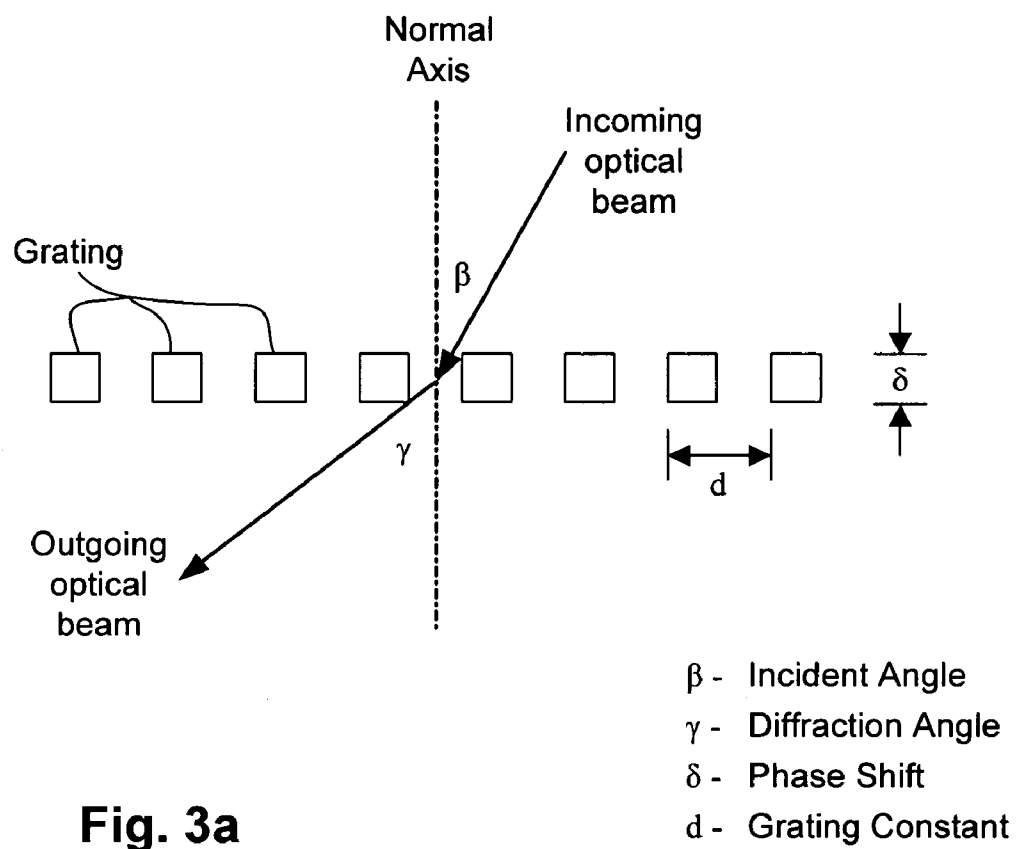 Normal
Axis
Incoming
optical
beam
Grating
β
δ
γ
d
Outgoing
optical
beam
β - Incident Angle
γ - Diffraction Angle
δ - Phase Shift
d - Grating Constant
Fig. 3a